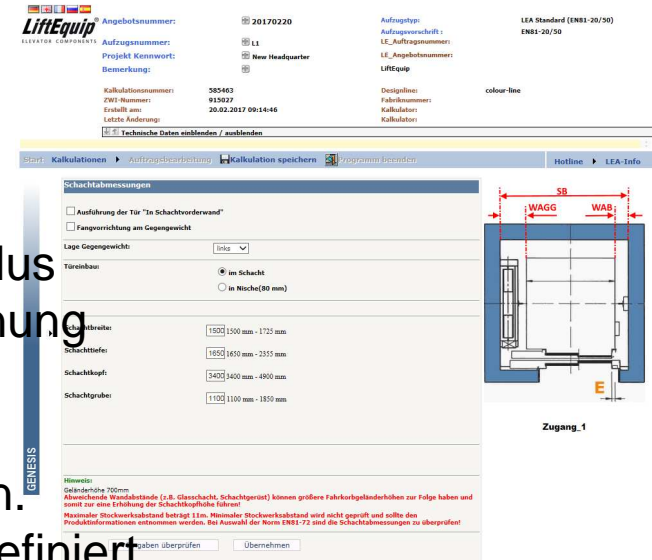 LiftEquip®
ELEVATOR COMPONENTS
Angebotsnummer: 20170220 Aufzugstyp: LEA Standard (EN81-20/50)
Aufzugsvorschrift : EN81-20/50
Aufzugsnummer: L1 LE_Auftragsnummer:
Projekt Kennwort: New Headquarter LE_Angebotsnummer:
Bemerkung: LiftEquip
Kalkulationsnummer: 585463 Designline: colour-line
ZWI-Nummer: 915027 Fabriknummer:
Erstellt am: 20.02.2017 09:14:46 Kalkulator:
Letzte Änderung: Kalkulator:
Technische Daten einblenden / ausblenden
Start Kalkulationen Auftragsbearbeitung Kalkulation speichern Programm beenden Hotline LEA-Info
Schachtabmessungen
Ausführung der Tür "In Schachtvorderwand"
Fangvorrichtung am Gegengewicht
Lage Gegengewicht: links
Türeinbau: im Schacht
in Nische(80 mm)
Schachtbreite: 1500 1500 mm - 1725 mm
Schachttiefe: 1650 1650 mm - 2355 mm
Schachtkopf: 3400 3400 mm - 4900 mm
Schachtgrube: 1100 1100 mm - 1850 mm
Hinweis:
Geländerhöhe 700mm
Abweichende Wandabstände (z.B. Glasschacht, Schachtgerüst) können größere Fahrkorbgeländerhöhen zur Folge haben und
somit zur eine Erhöhung der Schachtkopfhöhe führen!
Maximaler Stockwerksabstand beträgt 11m. Minimaler Stockwerksabstand wird nicht geprüft und sollte den
Produktinformationen entnommen werden. Bei Auswahl der Norm EN81-72 sind die Schachtabmessungen zu überprüfen!
überprüfen Übernehmen
GENESIS
SB
WAGG WAB
E
Zugang_1
lus
nung
n.
efiniert